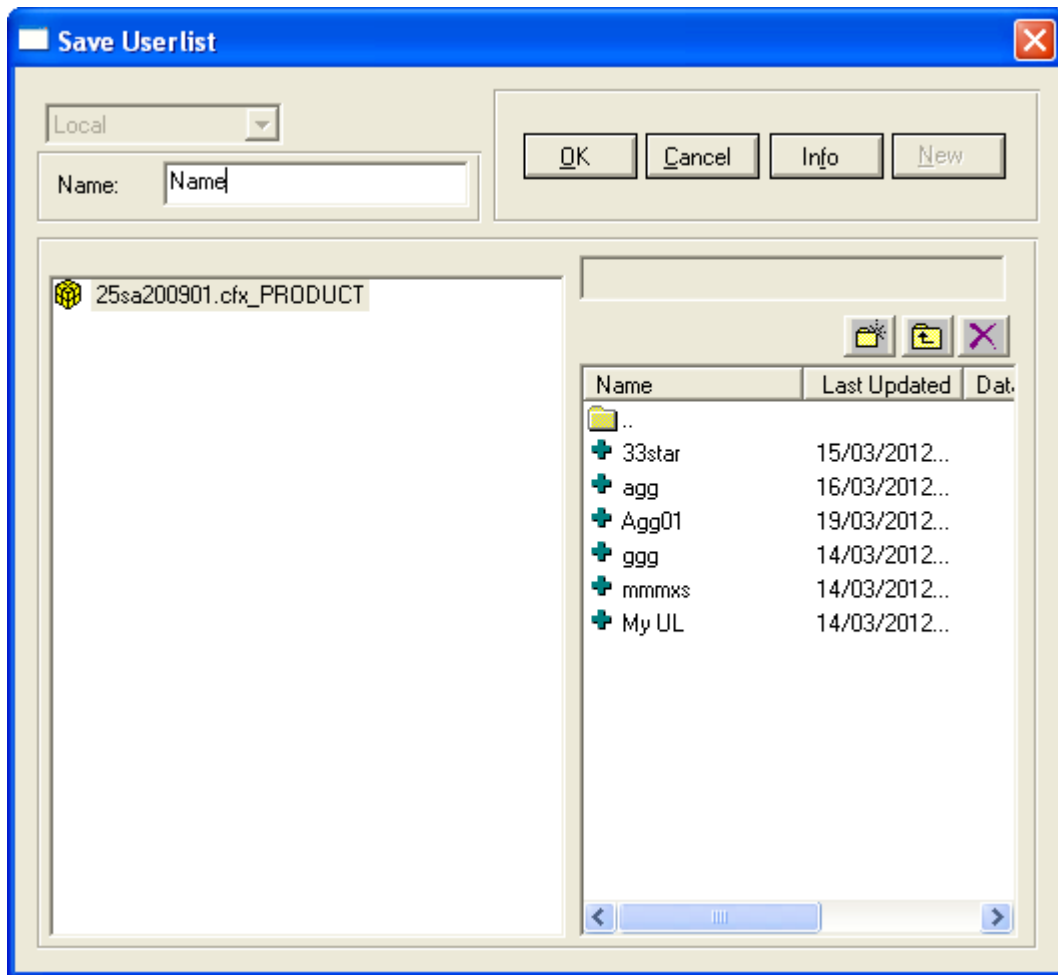 Save Userlist
Local
OK Cancel Info New
Name: Name
25sa200901.cfx_PRODUCT
Name Last Updated Dat
..
33star 15/03/2012...
agg 16/03/2012...
Agg01 19/03/2012...
ggg 14/03/2012...
mmmxs 14/03/2012...
My UL 14/03/2012...